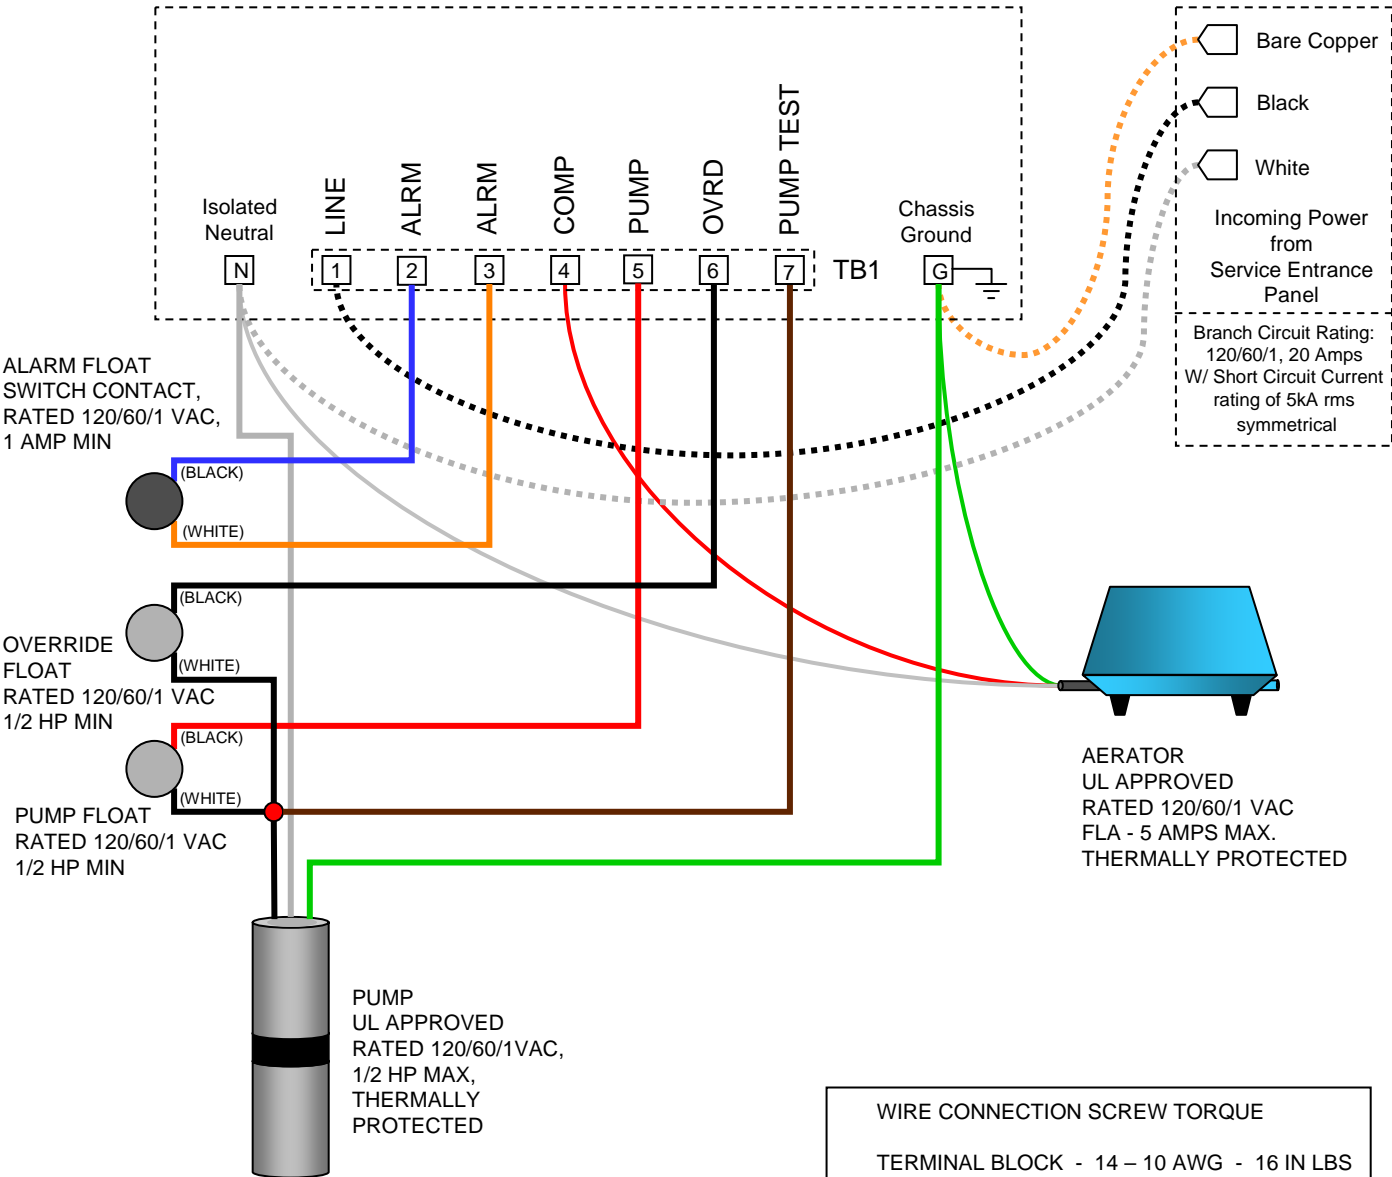 Bare Copper
Black
White
Incoming Power
from
Service Entrance
Panel
Branch Circuit Rating:
120/60/1, 20 Amps
W/ Short Circuit Current
rating of 5kA rms
symmetrical
Isolated
Neutral
LINE
ALRM
ALRM
COMP
PUMP
OVRD
PUMP TEST
Chassis
Ground
N
1
2
3
4
5
6
7
TB1
G
ALARM FLOAT
SWITCH CONTACT,
RATED 120/60/1 VAC,
1 AMP MIN
(BLACK)
(WHITE)
OVERRIDE
FLOAT
RATED 120/60/1 VAC
1/2 HP MIN
(BLACK)
(WHITE)
PUMP FLOAT
RATED 120/60/1 VAC
1/2 HP MIN
(BLACK)
(WHITE)
AERATOR
UL APPROVED
RATED 120/60/1 VAC
FLA - 5 AMPS MAX.
THERMALLY PROTECTED
PUMP
UL APPROVED
RATED 120/60/1VAC,
1/2 HP MAX,
THERMALLY
PROTECTED
WIRE CONNECTION SCREW TORQUE
TERMINAL BLOCK - 14 – 10 AWG - 16 IN LBS